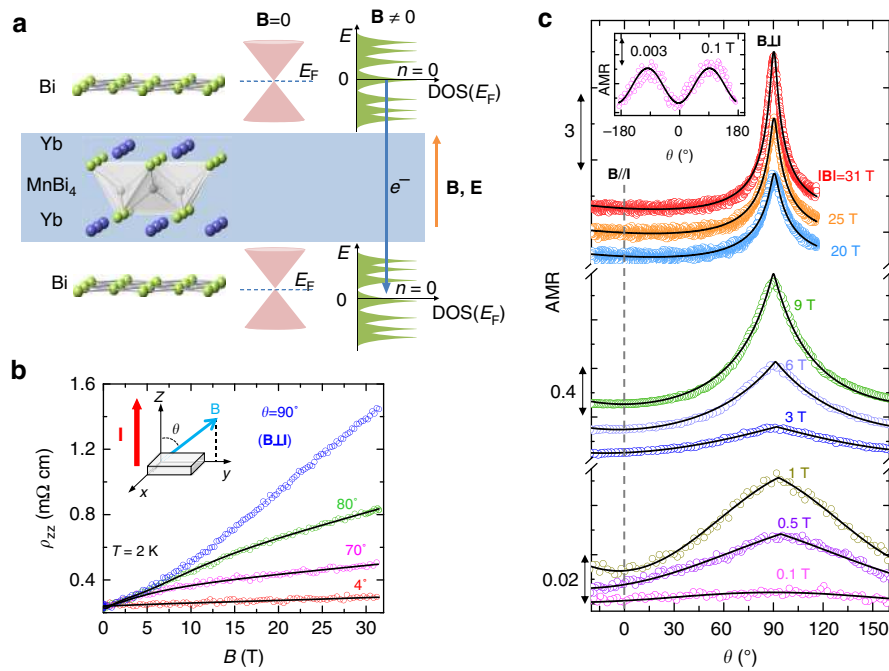 a
B=0
B ≠ 0
E
Bi
E_F
0
n = 0
DOS(E_F)
Yb
MnBi₄
Yb
e⁻
B, E
E
Bi
E_F
0
n = 0
DOS(E_F)
b
1.6
1.2
0.8
0.4
ρ_zz (mΩ cm)
I
Z
θ
B
x
y
θ=90°
(B⊥I)
80°
70°
4°
T = 2 K
0
5
10
15
20
25
30
B (T)
c
B⊥I
0.003
0.1 T
AMR
−180
0
180
θ (°)
3
B//I
|B|=31 T
25 T
20 T
AMR
9 T
0.4
6 T
3 T
1 T
0.5 T
0.02
0.1 T
0
30
60
90
120
150
θ (°)